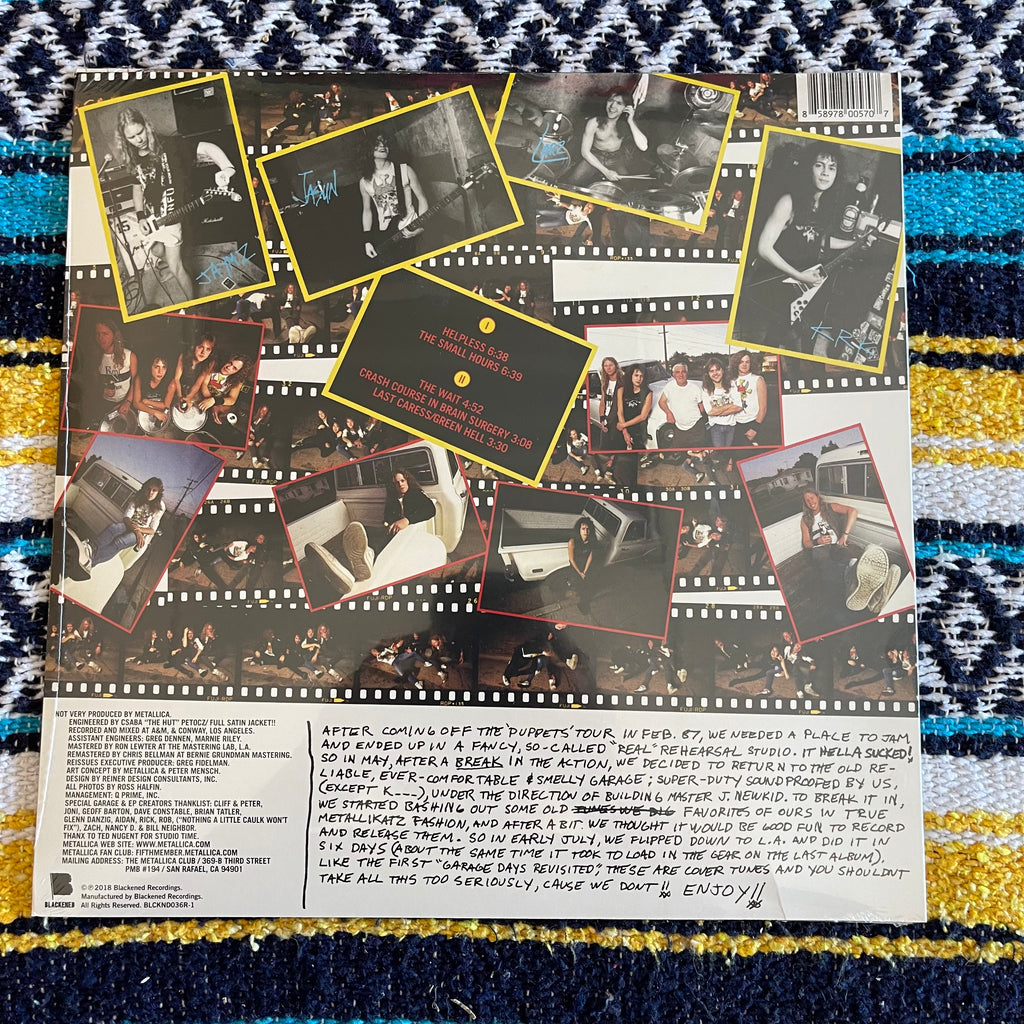 8 58978 00570 7
JAYMZ
JASUN
KRK
I
HELPLESS 6:38
THE SMALL HOURS 6:39
II
THE WAIT 4:52
CRASH COURSE IN BRAIN SURGERY 3:08
LAST CARESS/GREEN HELL 3:30
NOT VERY PRODUCED BY METALLICA.
ENGINEERED BY CSABA "THE HUT" PETOCZ/ FULL SATIN JACKET!!
RECORDED AND MIXED AT A&M, & CONWAY, LOS ANGELES.
ASSISTANT ENGINEERS: GREG DENNEN, MARNIE RILEY.
MASTERED BY RON LEWTER AT THE MASTERING LAB, L.A.
REMASTERED BY CHRIS BELLMAN AT BERNIE GRUNDMAN MASTERING.
REISSUES EXECUTIVE PRODUCER: GREG FIDELMAN.
ART CONCEPT BY METALLICA & PETER MENSCH.
DESIGN BY REINER DESIGN CONSULTANTS, INC.
ALL PHOTOS BY ROSS HALFIN.
MANAGEMENT: Q PRIME, INC.
SPECIAL GARAGE & EP CREATORS THANKLIST: CLIFF & PETER,
JONI, GEOFF BARTON, DAVE CONSTABLE, BRIAN TATLER,
GLENN DANZIG, AIDAN, RICK, ROB, ("NOTHING A LITTLE CAULK WON'T
FIX"), ZACH, NANCY D. & BILL NEIGHBOR.
THANX TO TED NUGENT FOR STUDIO TIME.
METALLICA WEB SITE: WWW.METALLICA.COM
METALLICA FAN CLUB: FIFTHMEMBER.METALLICA.COM
MAILING ADDRESS: THE METALLICA CLUB / 369-B THIRD STREET
PMB #194 / SAN RAFAEL, CA 94901
BLACKENED
©℗ 2018 Blackened Recordings.
Manufactured by Blackened Recordings.
All Rights Reserved. BLCKND036R-1
AFTER COMING OFF THE 'PUPPETS' TOUR IN FEB. 87, WE NEEDED A PLACE TO JAM
AND ENDED UP IN A FANCY, SO-CALLED "REAL" REHEARSAL STUDIO. IT HELLA SUCKED!
SO IN MAY, AFTER A BREAK IN THE ACTION, WE DECIDED TO RETURN TO THE OLD RE-
LIABLE, EVER-COMFORTABLE & SMELLY GARAGE; SUPER-DUTY SOUNDPROOFED BY US,
(EXCEPT K---), UNDER THE DIRECTION OF BUILDING MASTER J. NEWKID. TO BREAK IT IN,
WE STARTED BASHING OUT SOME OLD TUNES WE DIG FAVORITES OF OURS IN TRUE
METALLIKATZ FASHION, AND AFTER A BIT. WE THOUGHT IT WOULD BE GOOD FUN TO RECORD
AND RELEASE THEM. SO IN EARLY JULY, WE PLIPPED DOWN TO L.A. AND DID IT IN
SIX DAYS (ABOUT THE SAME TIME IT TOOK TO LOAD IN THE GEAR ON THE LAST ALBUM).
LIKE THE FIRST "GARAGE DAYS REVISITED", THESE ARE COVER TUNES AND YOU SHOULDNT
TAKE ALL THIS TOO SERIOUSLY, CAUSE WE DONT!! ENJOY!!